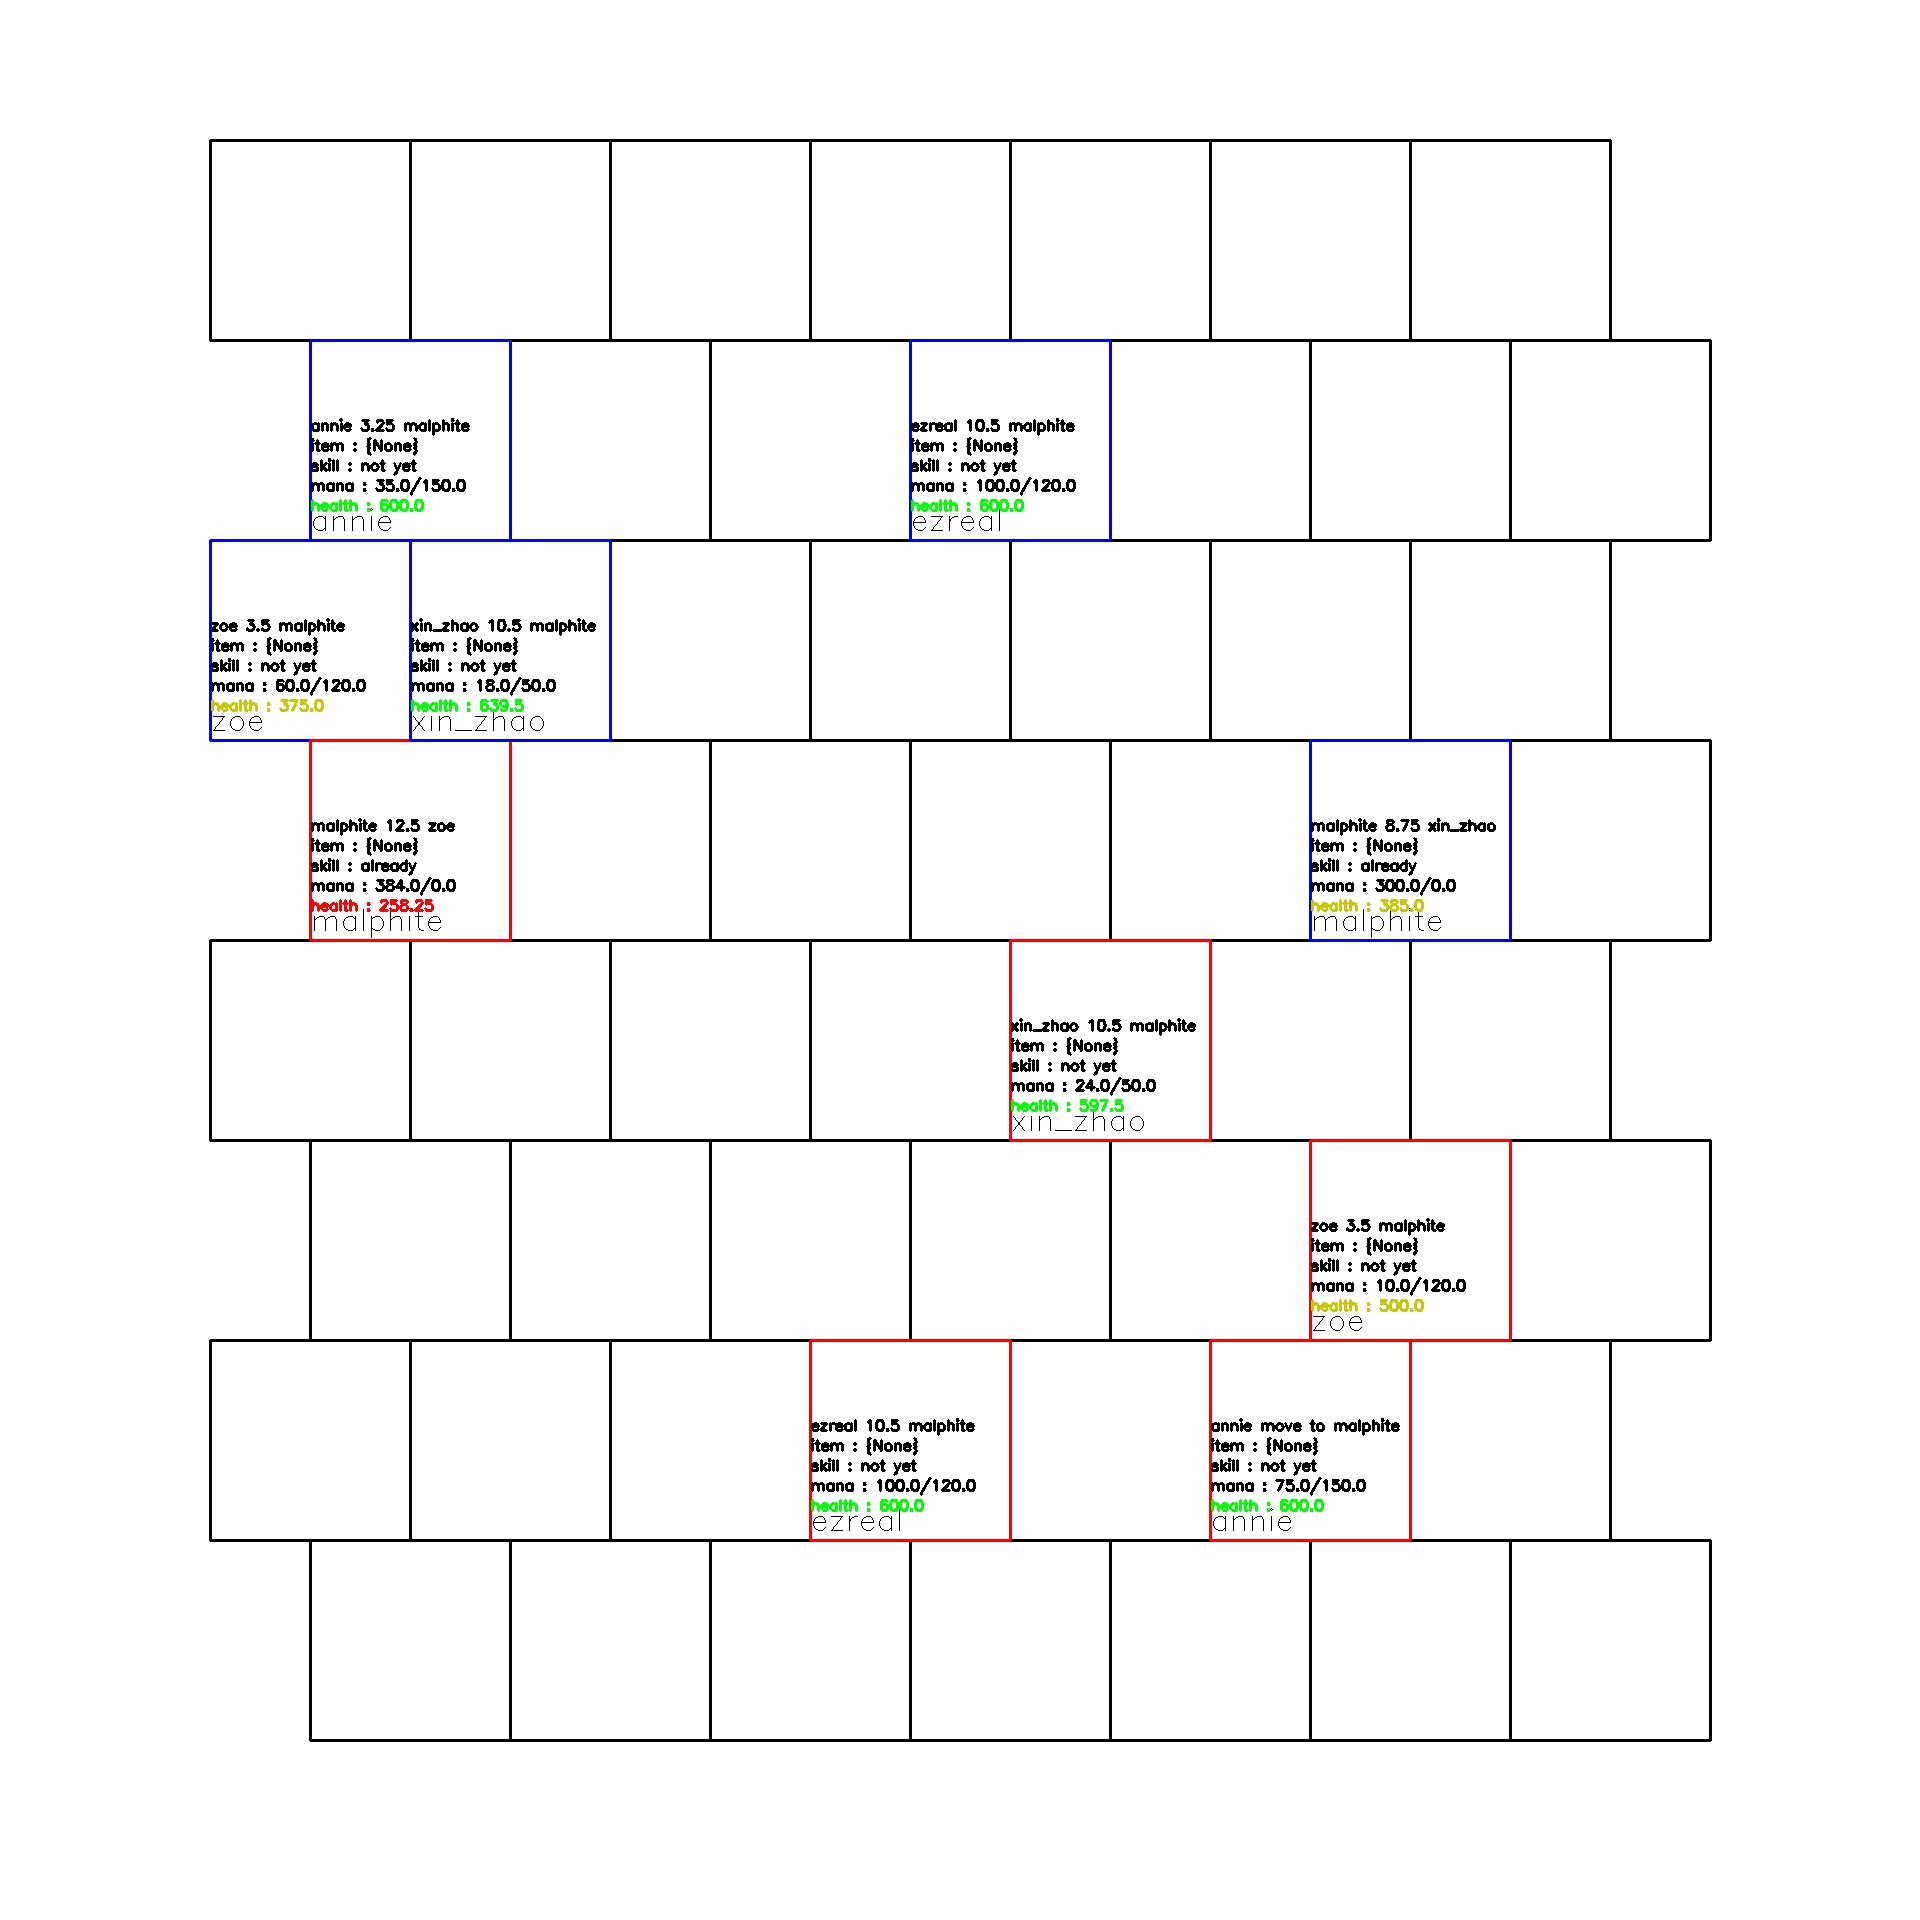 annie 3.25 malphite
item : {None}
skill : not yet
mana : 35.0/150.0
health : 600.0
annie
ezreal 10.5 malphite
item : {None}
skill : not yet
mana : 100.0/120.0
health : 600.0
ezreal
zoe 3.5 malphite
item : {None}
skill : not yet
mana : 60.0/120.0
health : 375.0
zoe
xin_zhao 10.5 malphite
item : {None}
skill : not yet
mana : 18.0/50.0
health : 639.5
xin_zhao
malphite 12.5 zoe
item : {None}
skill : already
mana : 384.0/0.0
health : 258.25
malphite
malphite 8.75 xin_zhao
item : {None}
skill : already
mana : 300.0/0.0
health : 385.0
malphite
xin_zhao 10.5 malphite
item : {None}
skill : not yet
mana : 24.0/50.0
health : 597.5
xin_zhao
zoe 3.5 malphite
item : {None}
skill : not yet
mana : 10.0/120.0
health : 500.0
zoe
ezreal 10.5 malphite
item : {None}
skill : not yet
mana : 100.0/120.0
health : 600.0
ezreal
annie move to malphite
item : {None}
skill : not yet
mana : 75.0/150.0
health : 600.0
annie